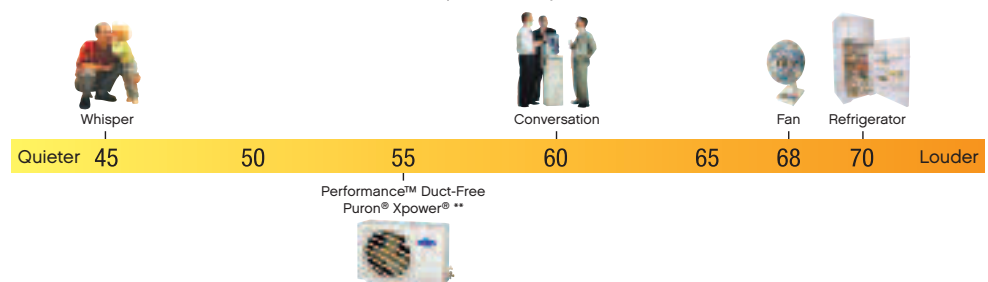 Whisper
Conversation
Fan
Refrigerator
Quieter 45 50 55 60 65 68 70 Louder
Performance™ Duct-Free
Puron® Xpower® **